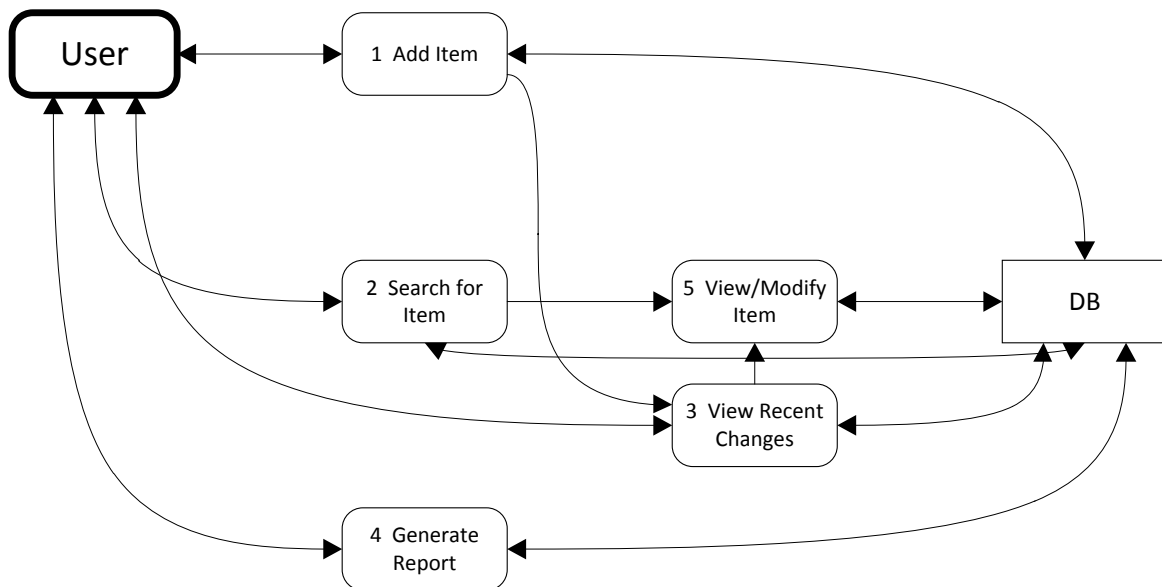 User
1 Add Item
2 Search for
Item
5 View/Modify
Item
DB
3 View Recent
Changes
4 Generate
Report